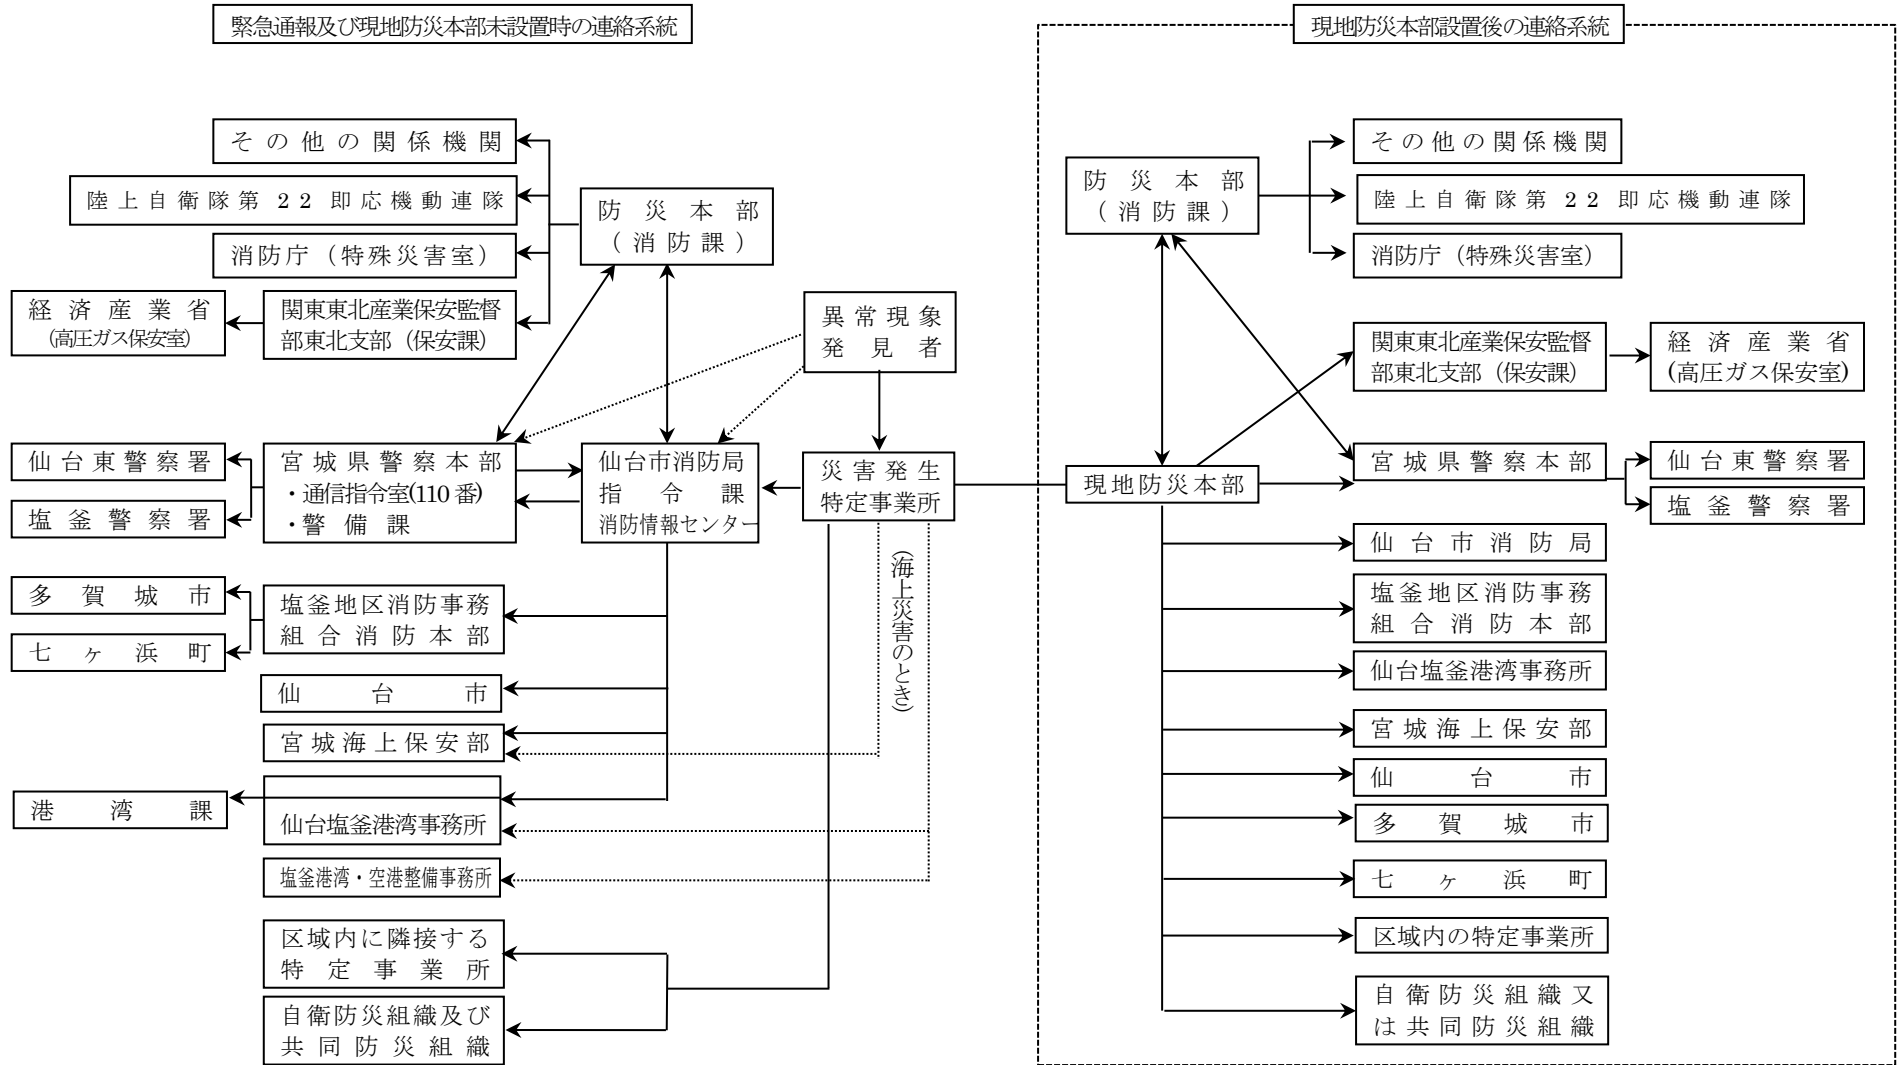 緊急通報及び現地防災本部未設置時の連絡系統
その他の関係機関
陸上自衛隊第22即応機動連隊
消防庁（特殊災害室）
防災本部
（消防課）
経済産業省
(高圧ガス保安室)
関東東北産業保安監督
部東北支部（保安課）
異常現象
発見者
仙台東警察署
塩釜警察署
宮城県警察本部
・通信指令室(110番)
・警備課
仙台市消防局
指令課
消防情報センター
災害発生
特定事業所
（海上災害のとき）
多賀城市
七ヶ浜町
塩釜地区消防事務
組合消防本部
仙台市
宮城海上保安部
港湾課
仙台塩釜港湾事務所
塩釜港湾・空港整備事務所
区域内に隣接する
特定事業所
自衛防災組織及び
共同防災組織
現地防災本部設置後の連絡系統
防災本部
（消防課）
その他の関係機関
陸上自衛隊第22即応機動連隊
消防庁（特殊災害室）
関東東北産業保安監督
部東北支部（保安課）
経済産業省
(高圧ガス保安室)
現地防災本部
宮城県警察本部
仙台東警察署
塩釜警察署
仙台市消防局
塩釜地区消防事務
組合消防本部
仙台塩釜港湾事務所
宮城海上保安部
仙台市
多賀城市
七ヶ浜町
区域内の特定事業所
自衛防災組織又
は共同防災組織